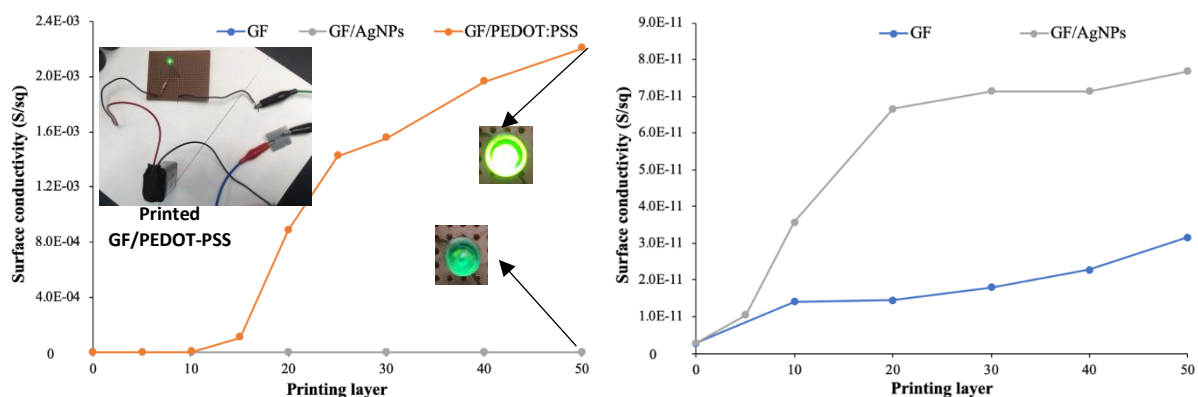 GF GF/AgNPs GF/PEDOT:PSS
Surface conductivity (S/sq)
2.4E-03
2.0E-03
1.6E-03
1.2E-03
8.0E-04
4.0E-04
0
Printed
GF/PEDOT-PSS
0 10 20 30 40 50
Printing layer
GF GF/AgNPs
Surface conductivity (S/sq)
9.0E-11
8.0E-11
7.0E-11
6.0E-11
5.0E-11
4.0E-11
3.0E-11
2.0E-11
1.0E-11
0
0 10 20 30 40 50
Printing layer